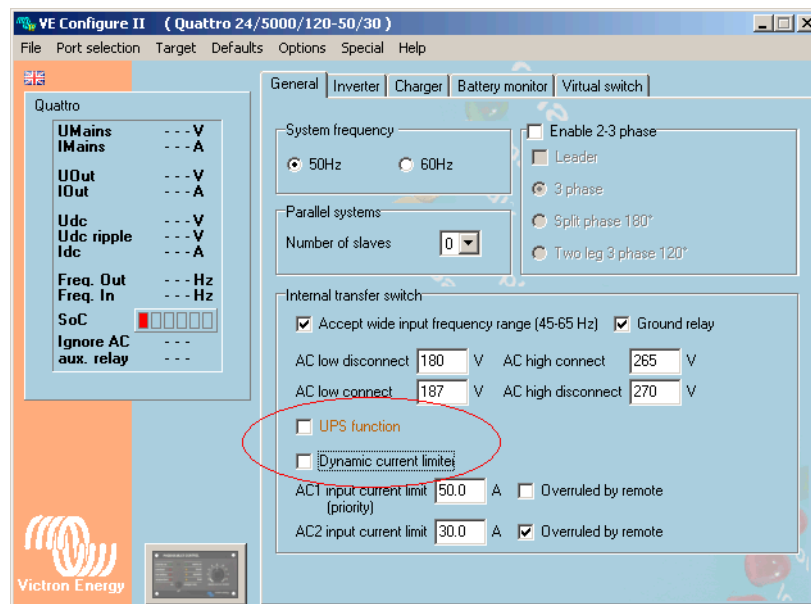 VE Configure II ( Quattro 24/5000/120-50/30 )
File Port selection Target Defaults Options Special Help
General Inverter Charger Battery monitor Virtual switch
Quattro
UMains - - - V
IMains - - - A
UOut - - - V
IOut - - - A
Udc - - - V
Udc ripple - - - V
Idc - - - A
Freq. Out - - - Hz
Freq. In - - - Hz
SoC
Ignore AC - - -
aux. relay - - -
System frequency
50Hz 60Hz
Parallel systems
Number of slaves 0
Enable 2-3 phase
Leader
3 phase
Split phase 180°
Two leg 3 phase 120°
Internal transfer switch
Accept wide input frequency range (45-65 Hz) Ground relay
AC low disconnect 180 V AC high connect 265 V
AC low connect 187 V AC high disconnect 270 V
UPS function
Dynamic current limiter
AC1 input current limit 50.0 A Overruled by remote
(priority)
AC2 input current limit 30.0 A Overruled by remote
Victron Energy